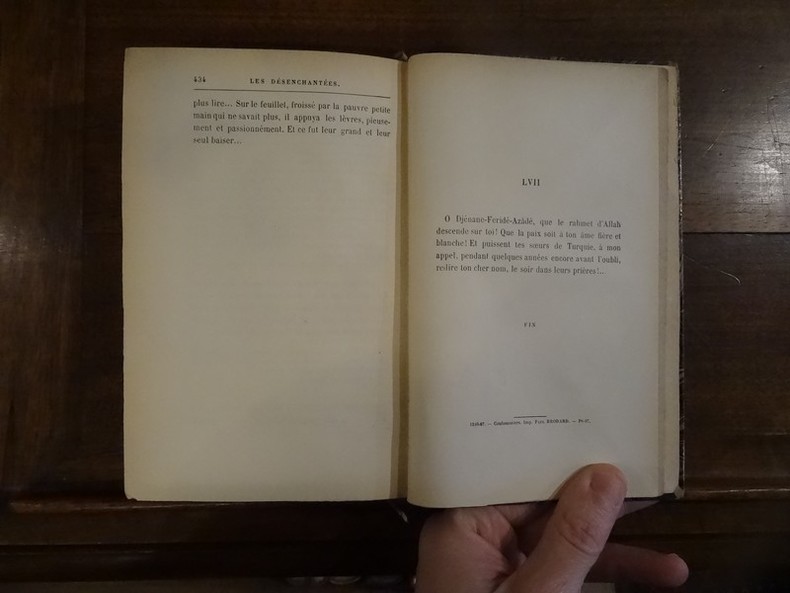 434 LES DÉSENCHANTÉES.
plus lire... Sur le feuillet, froissé par la pauvre petite
main qui ne savait plus, il appuya les lèvres, pieuse-
ment et passionnément. Et ce fut leur grand et leur
seul baiser...
LVII
O Djénane-Feridé-Azâdé, que le rahmet d'Allah
descende sur toi! Que la paix soit à ton âme fière et
blanche! Et puissent tes sœurs de Turquie, à mon
appel, pendant quelques années encore avant l'oubli,
redire ton cher nom, le soir dans leurs prières!...
FIN
Coulommiers. Imp. Paul BRODARD.